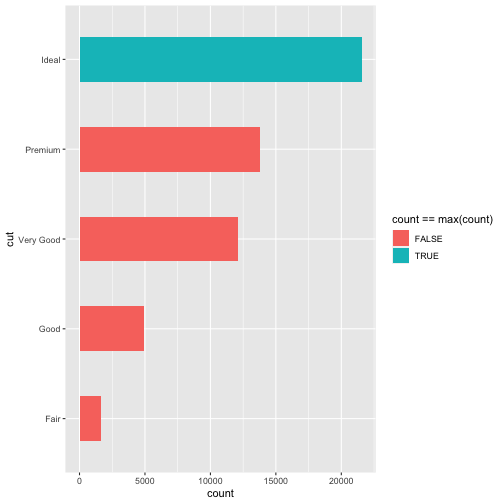 Ideal
Premium
Very Good
Good
Fair
cut
0 5000 10000 15000 20000
count
count == max(count)
FALSE
TRUE